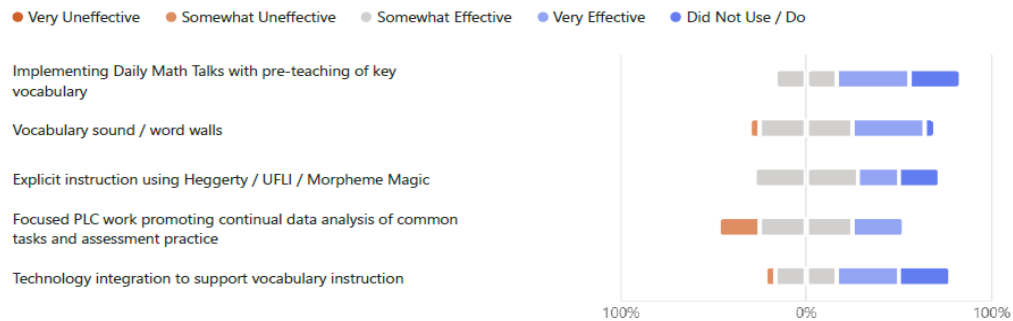 Very Uneffective Somewhat Uneffective Somewhat Effective Very Effective Did Not Use / Do
Implementing Daily Math Talks with pre-teaching of key
vocabulary
Vocabulary sound / word walls
Explicit instruction using Heggerty / UFLI / Morpheme Magic
Focused PLC work promoting continual data analysis of common
tasks and assessment practice
Technology integration to support vocabulary instruction
100% 0% 100%